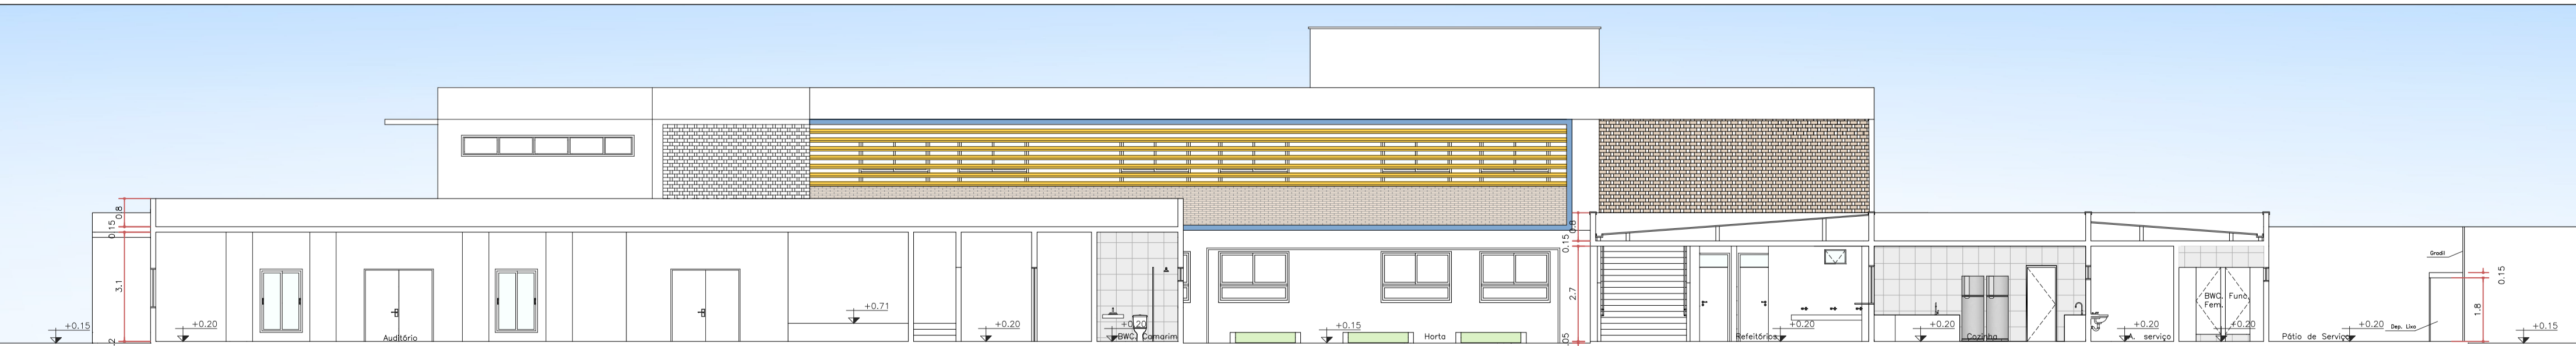 0.8
0.15
3.1
.2
+0.15
+0.20
Auditório
+0.71
+0.20
+0.20
BWC Camarim
+0.15
Horta
0.8
0.15
2.7
.05
+0.20
Refeitórios
+0.20
Cozinha
+0.20
A. serviço
BWC. Func.
Fem.
+0.20
+0.20
Pátio de Serviço
Dep. Lixo
Gradil
0.15
1.8
+0.15